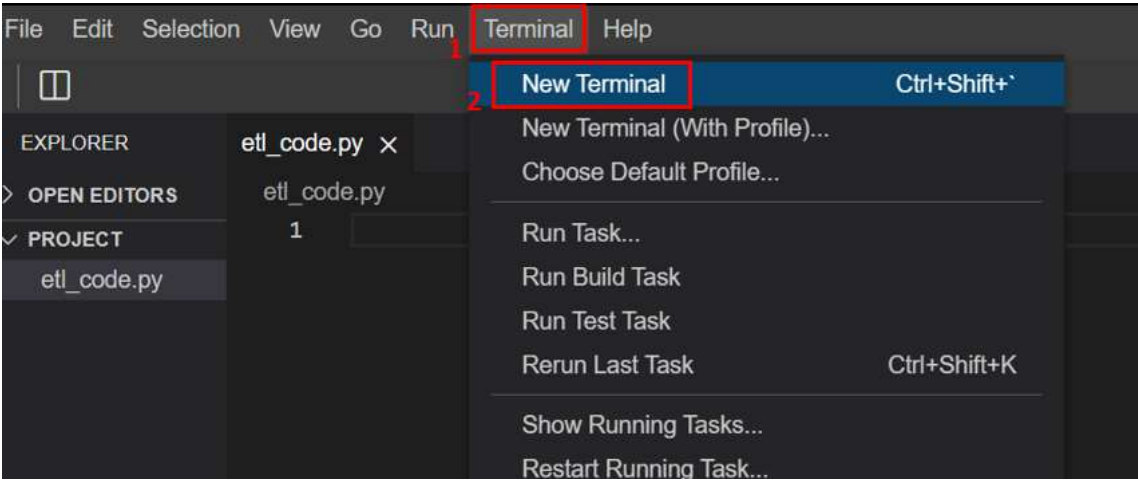 File Edit Selection View Go Run Terminal Help
1
New Terminal Ctrl+Shift+`
2
New Terminal (With Profile)...
Choose Default Profile...
Run Task...
Run Build Task
Run Test Task
Rerun Last Task Ctrl+Shift+K
Show Running Tasks...
Restart Running Task...
EXPLORER
OPEN EDITORS
PROJECT
etl_code.py
etl_code.py ×
etl_code.py
1